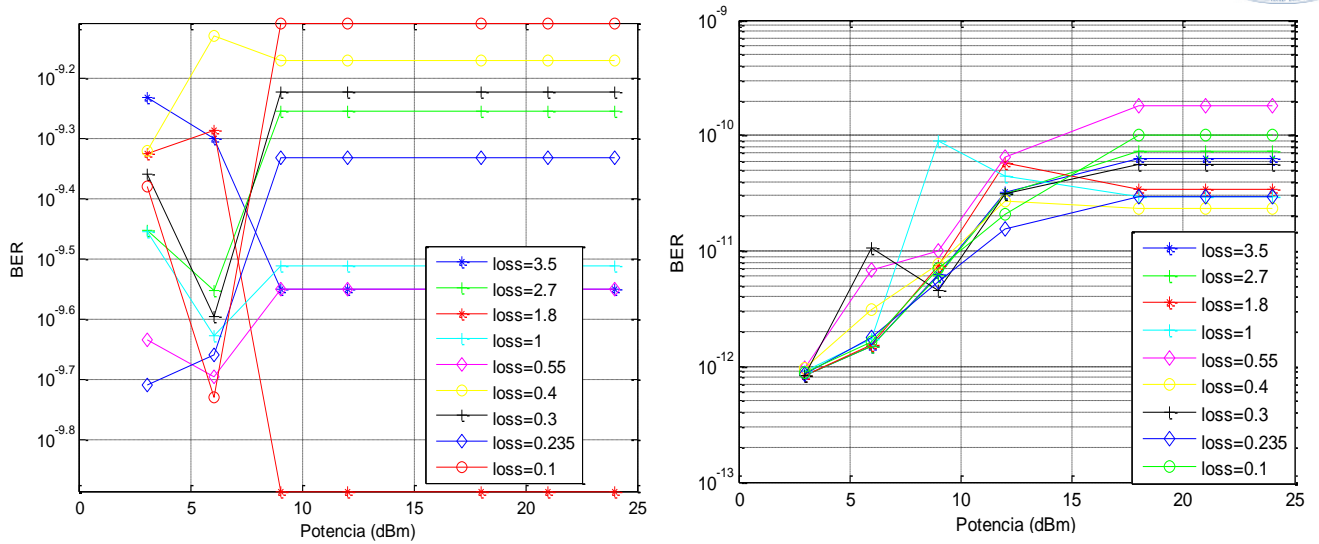 10^-9.2
10^-9.3
10^-9.4
10^-9.5
10^-9.6
10^-9.7
10^-9.8
BER
0
5
10
15
20
25
Potencia (dBm)
loss=3.5
loss=2.7
loss=1.8
loss=1
loss=0.55
loss=0.4
loss=0.3
loss=0.235
loss=0.1
10^-9
10^-10
10^-11
10^-12
10^-13
BER
0
5
10
15
20
25
Potencia (dBm)
loss=3.5
loss=2.7
loss=1.8
loss=1
loss=0.55
loss=0.4
loss=0.3
loss=0.235
loss=0.1